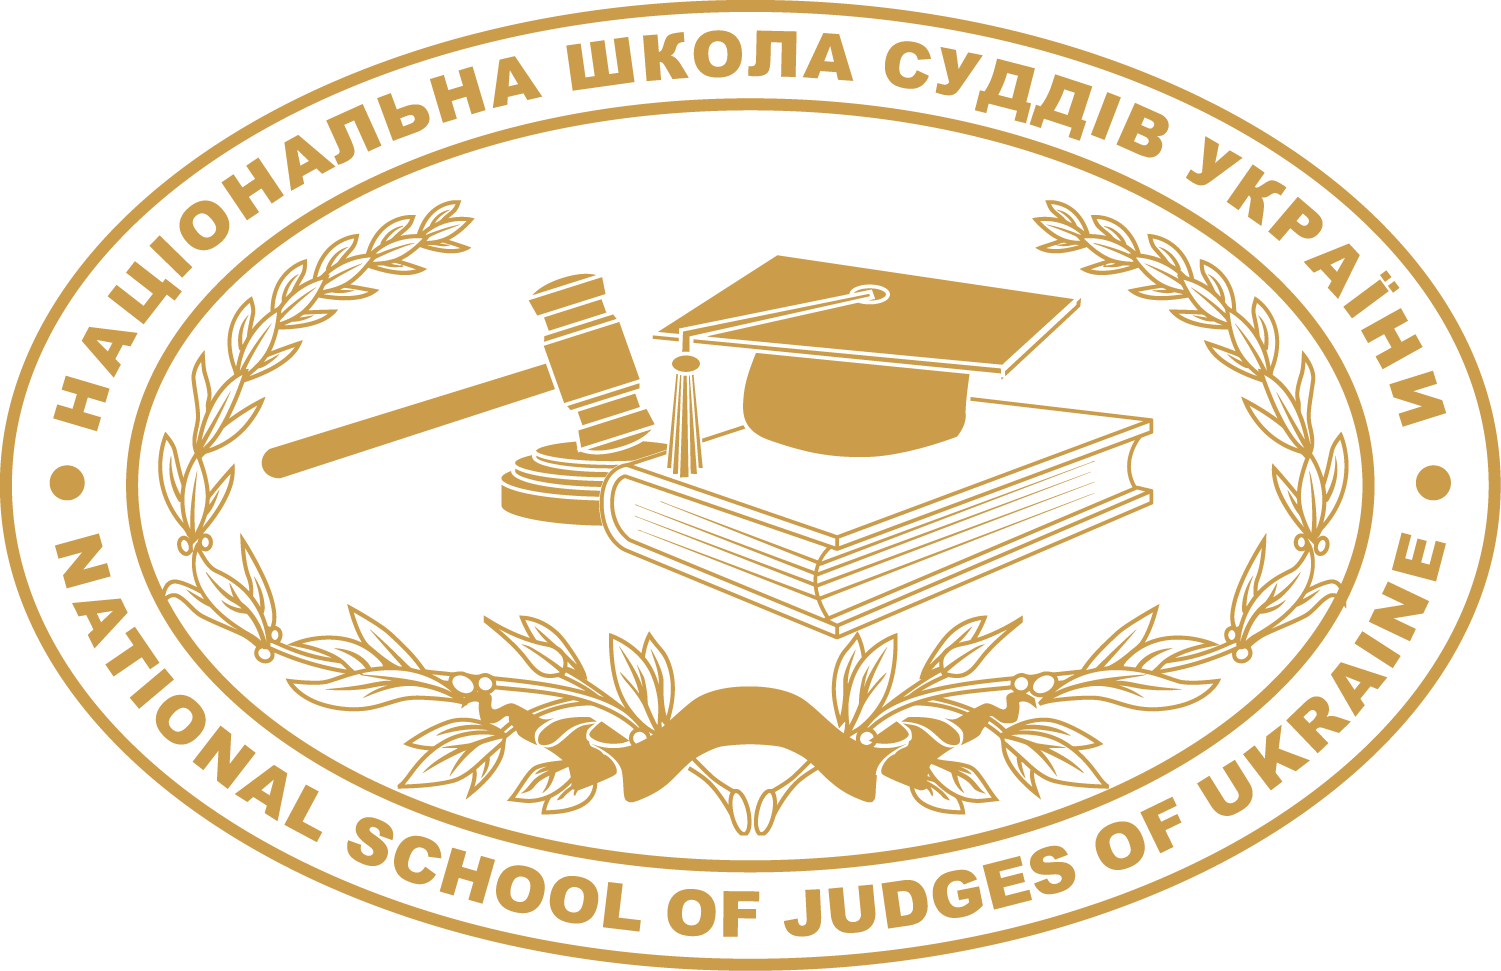 НАЦІОНАЛЬНА ШКОЛА СУДДІВ УКРАЇНИ
NATIONAL SCHOOL OF JUDGES OF UKRAINE